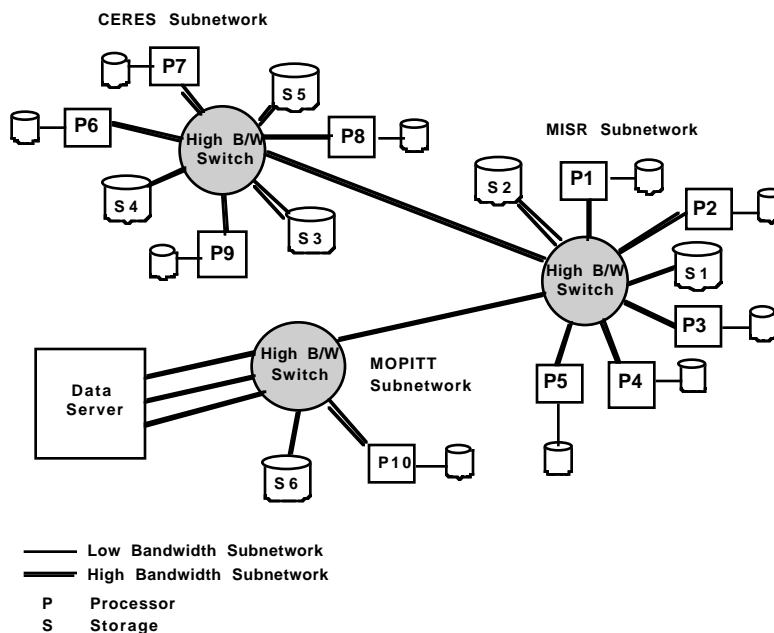 CERES Subnetwork
P7
S 5
P6
High B/W
Switch
P8
S 4
S 3
P9
MISR Subnetwork
S 2
P1
P2
High B/W
Switch
S 1
P3
P5
P4
High B/W
Switch
MOPITT
Subnetwork
Data
Server
P10
S 6
Low Bandwidth Subnetwork
High Bandwidth Subnetwork
P Processor
S Storage